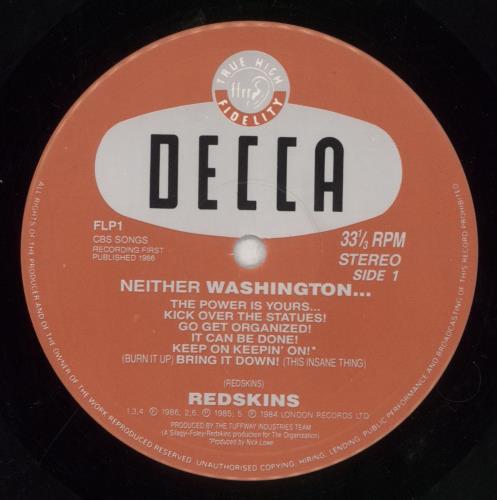 TRUE HIGH
FIDELITY
DECCA
FLP1
CBS SONGS
RECORDING FIRST
PUBLISHED 1986
33⅓ RPM
STEREO
SIDE 1
NEITHER WASHINGTON...
THE POWER IS YOURS...
KICK OVER THE STATUES!
GO GET ORGANIZED!
IT CAN BE DONE!
KEEP ON KEEPIN' ON!*
(BURN IT UP) BRING IT DOWN! (THIS INSANE THING)
(REDSKINS)
REDSKINS
1,3,4 ℗ 1986; 2,6, ℗ 1985; 5, ℗ 1984 LONDON RECORDS LTD
PRODUCED BY THE TUFFWAY INDUSTRIES TEAM
(A Silagyi-Foley-Redskins production for The Organization)
*Produced by Nick Lowe
ALL RIGHTS OF THE PRODUCER AND OF THE OWNER OF THE WORK REPRODUCED RESERVED. UNAUTHORISED COPYING, HIRING, LENDING, PUBLIC PERFORMANCE AND BROADCASTING OF THIS RECORD PROHIBITED